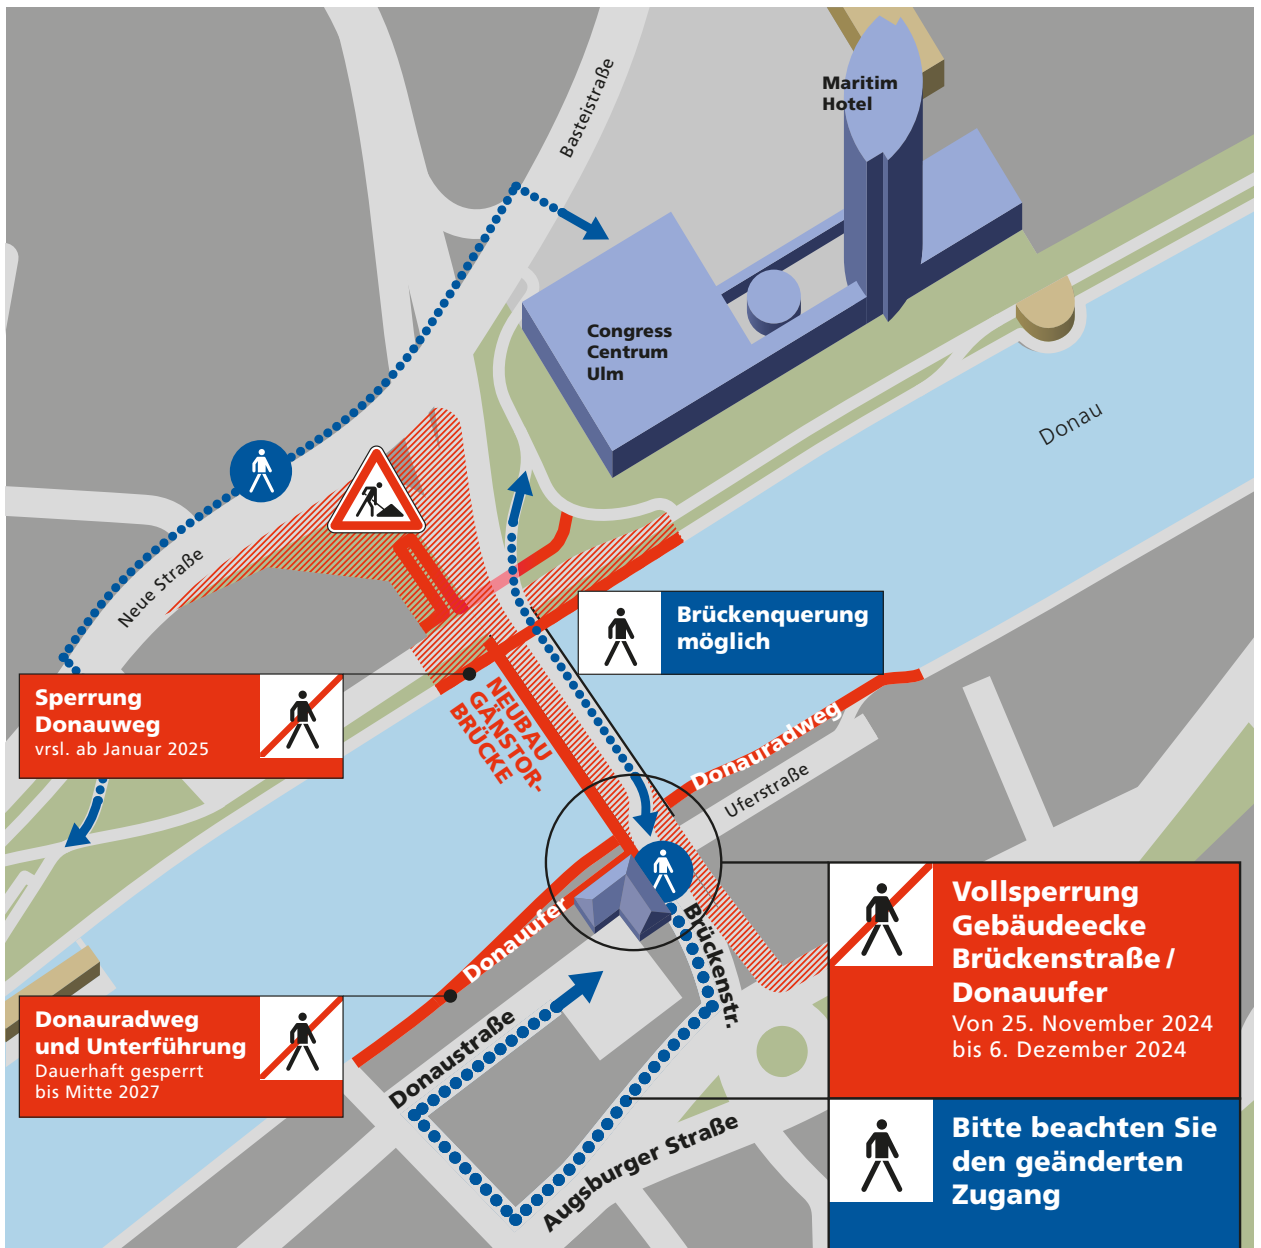 Basteistraße
Maritim
Hotel
Congress
Centrum
Ulm
Donau
Neue Straße
Brückenquerung
möglich
Sperrung
Donauweg
vrsl. ab Januar 2025
NEUBAU
GÄNSTOR-
BRÜCKE
Donauradweg
Uferstraße
Donauufer
Brückenstr.
Vollsperrung
Gebäudeecke
Brückenstraße /
Donauufer
Von 25. November 2024
bis 6. Dezember 2024
Donauradweg
und Unterführung
Dauerhaft gesperrt
bis Mitte 2027
Donaustraße
Augsburger Straße
Bitte beachten Sie
den geänderten
Zugang